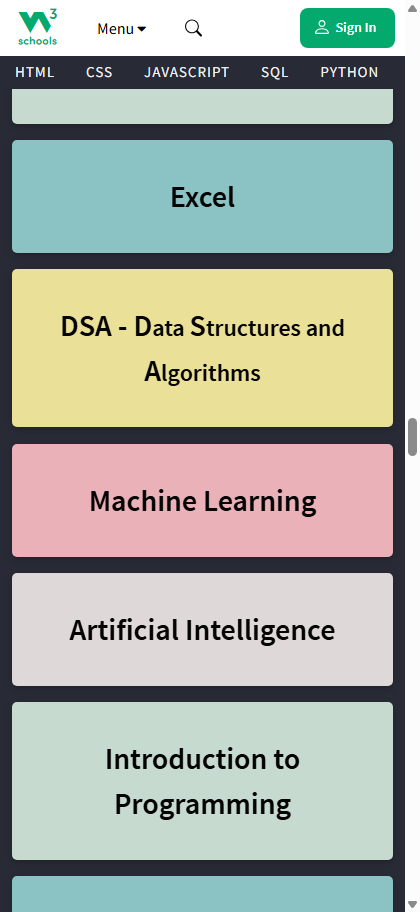 3
schools
Menu
Sign In
HTML CSS JAVASCRIPT SQL PYTHON
Excel
DSA - Data Structures and
Algorithms
Machine Learning
Artificial Intelligence
Introduction to
Programming